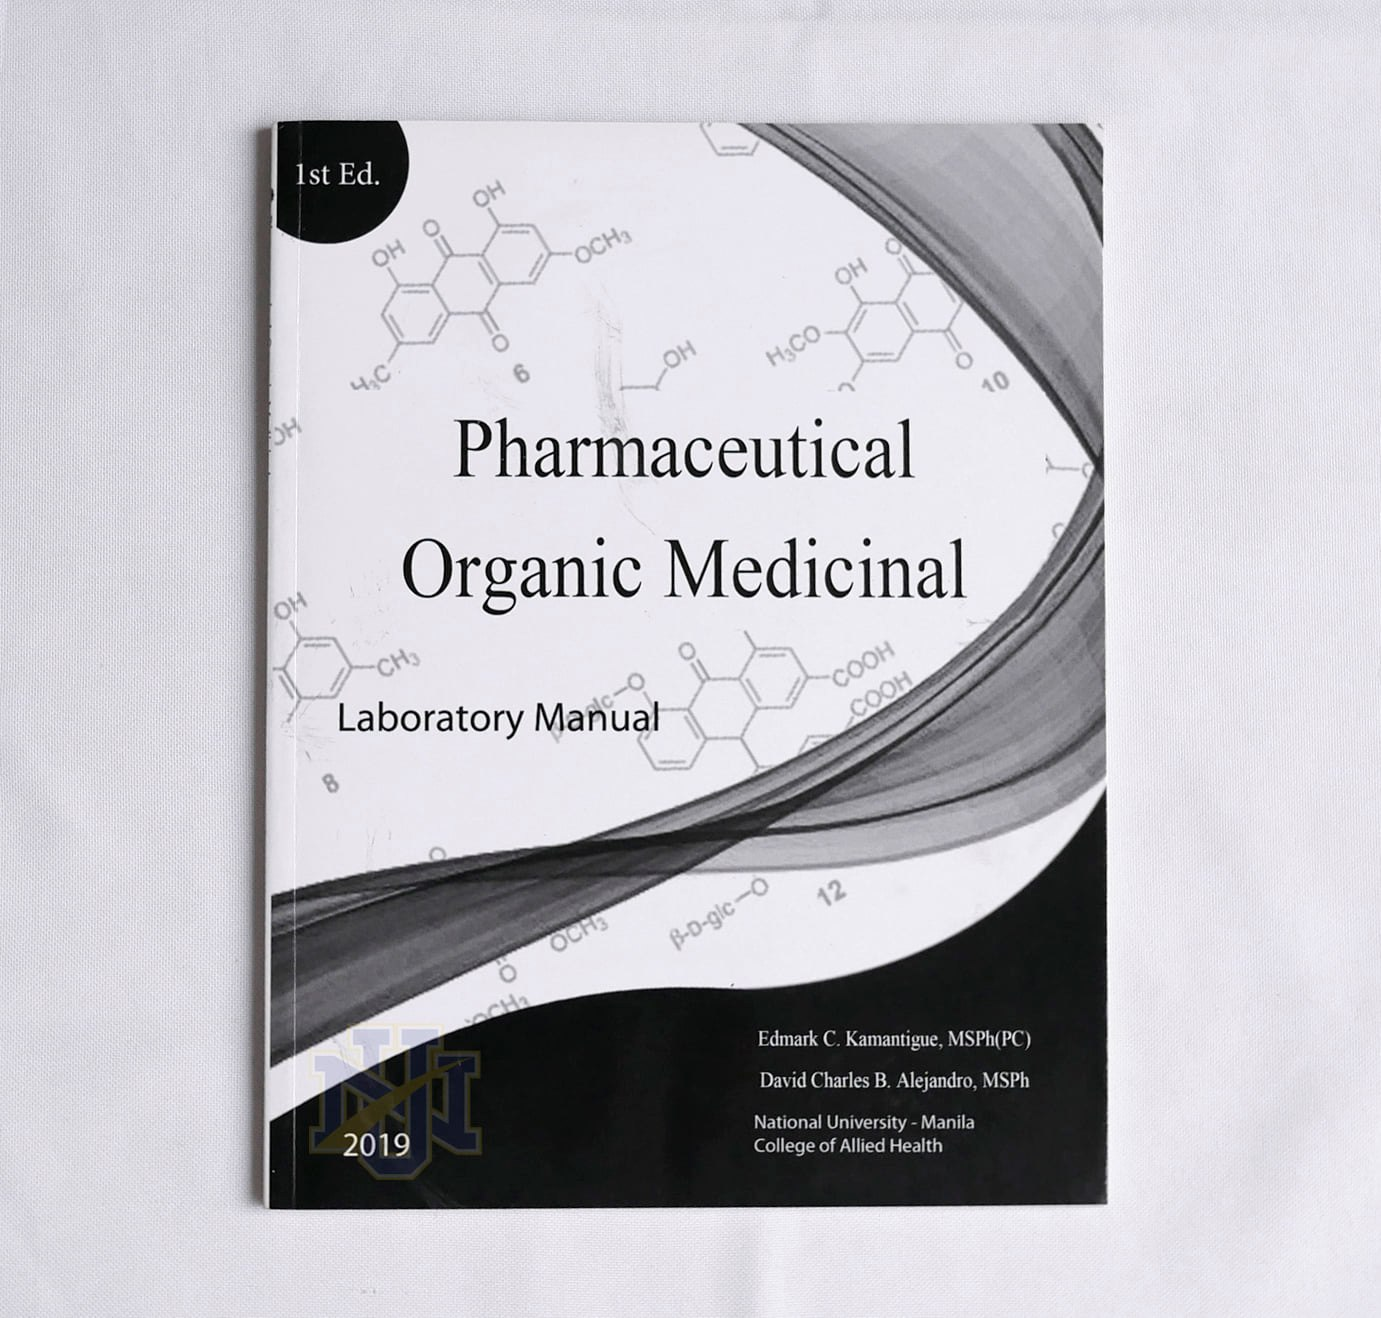 1st Ed.
OH
O
OH
OCH₃
O
H₃C
6
OH
OH
O
H₃CO
O
10
OH
Pharmaceutical
Organic Medicinal
OH
CH₃
8
O
O
COOH
COOH
Laboratory Manual
O
β-D-glc—O
12
OCH₃
O
OCH₃
Edmark C. Kamantigue, MSPh(PC)
David Charles B. Alejandro, MSPh
National University - Manila
College of Allied Health
NU
2019